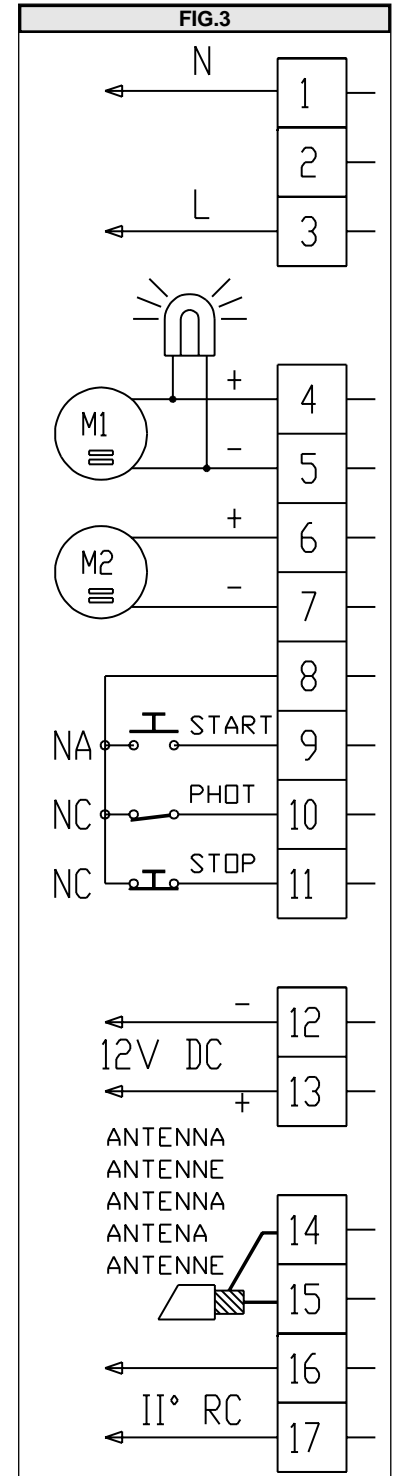 FIG.3
N
1
2
L
3
+
4
M1
-
5
+
6
M2
-
7
8
START
NA
9
PHOT
NC
10
STOP
NC
11
-
12
12V DC
13
+
ANTENNA
ANTENNE
ANTENNA
ANTENA
ANTENNE
14
15
16
II° RC
17